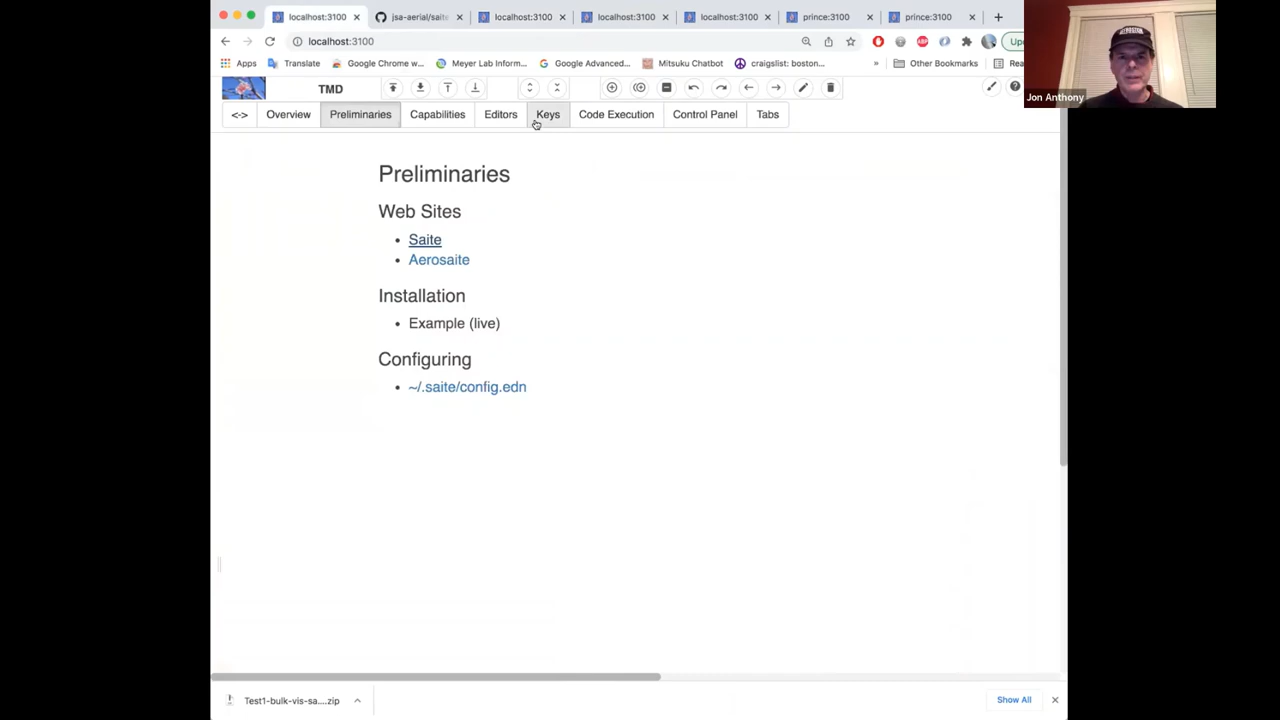 localhost:3100
jsa-aerial/saite
localhost:3100
localhost:3100
localhost:3100
prince:3100
prince:3100
localhost:3100
Apps
Translate
Google Chrome w...
Meyer Lab Inform...
Google Advanced...
Mitsuku Chatbot
craigslist: boston...
»
Other Bookmarks
TMD
<->
Overview
Preliminaries
Capabilities
Editors
Keys
Code Execution
Control Panel
Tabs
Preliminaries
Web Sites
• Saite
• Aerosaite
Installation
• Example (live)
Configuring
• ~/.saite/config.edn
Test1-bulk-vis-sa....zip
Show All
Jon Anthony